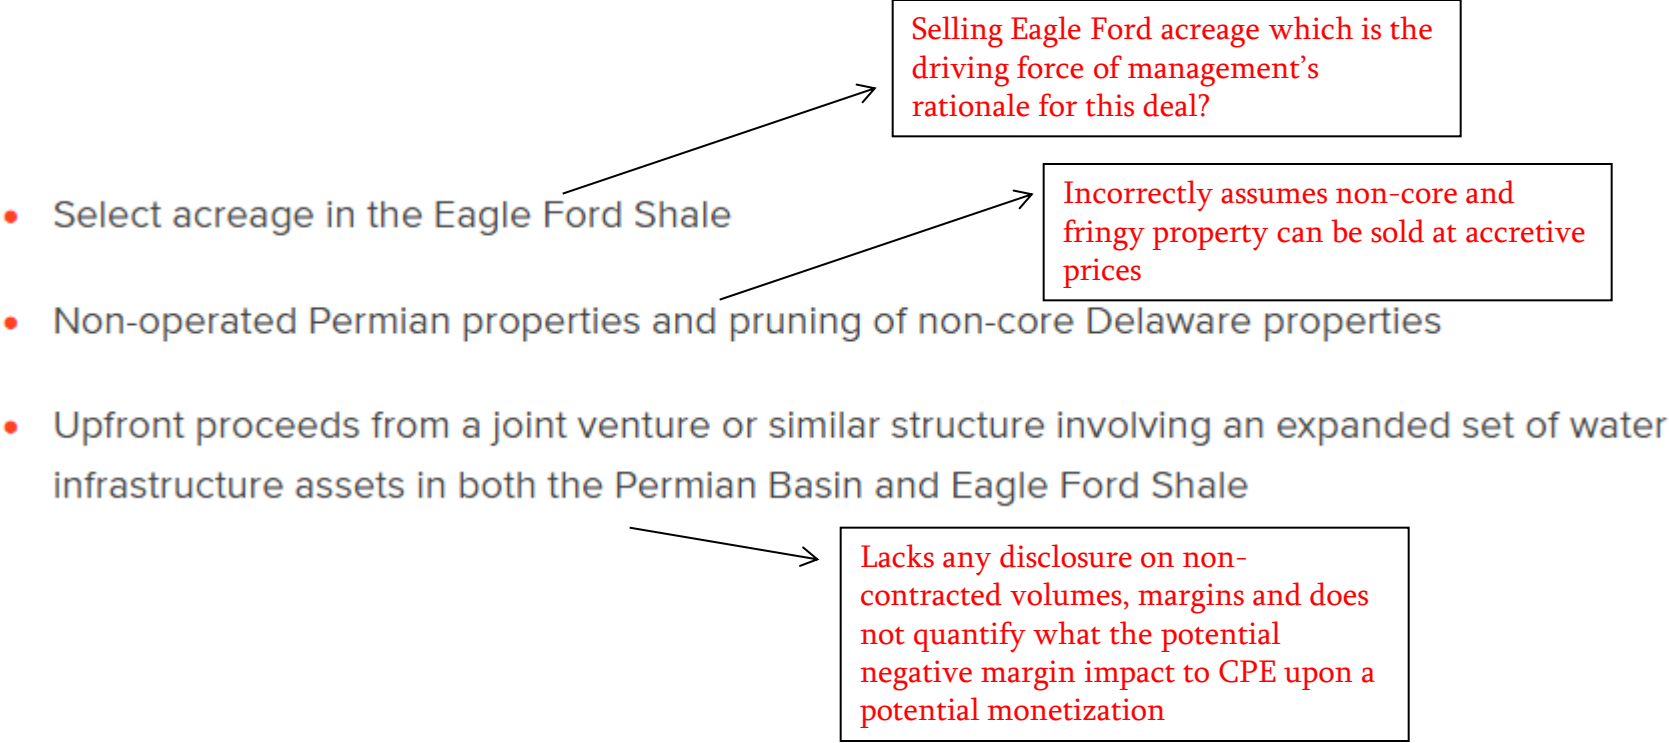 Selling Eagle Ford acreage which is the
driving force of management’s
rationale for this deal?
Incorrectly assumes non-core and
fringy property can be sold at accretive
prices
• Select acreage in the Eagle Ford Shale
• Non-operated Permian properties and pruning of non-core Delaware properties
• Upfront proceeds from a joint venture or similar structure involving an expanded set of water
infrastructure assets in both the Permian Basin and Eagle Ford Shale
Lacks any disclosure on non-
contracted volumes, margins and does
not quantify what the potential
negative margin impact to CPE upon a
potential monetization